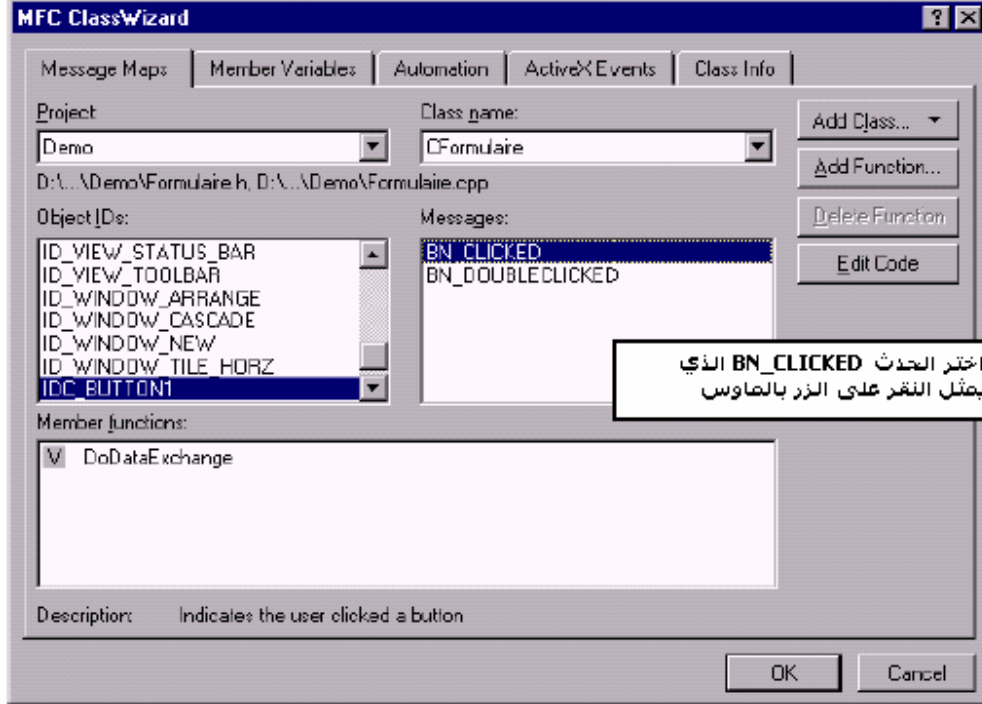 MFC ClassWizard
Message Maps
Member Variables
Automation
ActiveX Events
Class Info
Project:
Class name:
Add Class...
Demo
CFormulaire
Add Function...
D:\...\Demo\Formulaire.h, D:\...\Demo\Formulaire.cpp
Object IDs:
Messages:
Delete Function
ID_VIEW_STATUS_BAR
ID_VIEW_TOOLBAR
ID_WINDOW_ARRANGE
ID_WINDOW_CASCADE
ID_WINDOW_NEW
ID_WINDOW_TILE_HORZ
IDC_BUTTON1
BN_CLICKED
BN_DOUBLECLICKED
Edit Code
اختر الحدث BN_CLICKED الذي
يمثل النقر على الزر بالماوس
Member functions:
V DoDataExchange
Description: Indicates the user clicked a button
OK
Cancel